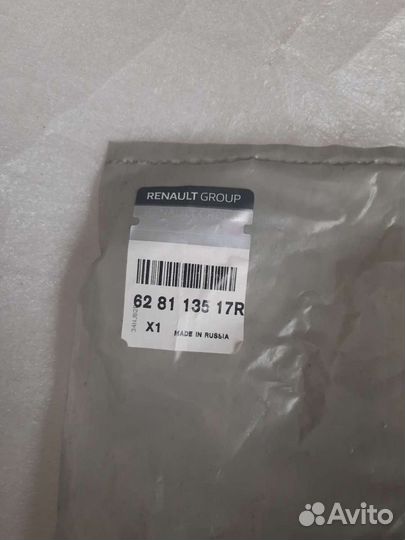 RENAULT GROUP
62 81 135 17R
X1 MADE IN RUSSIA
Avito